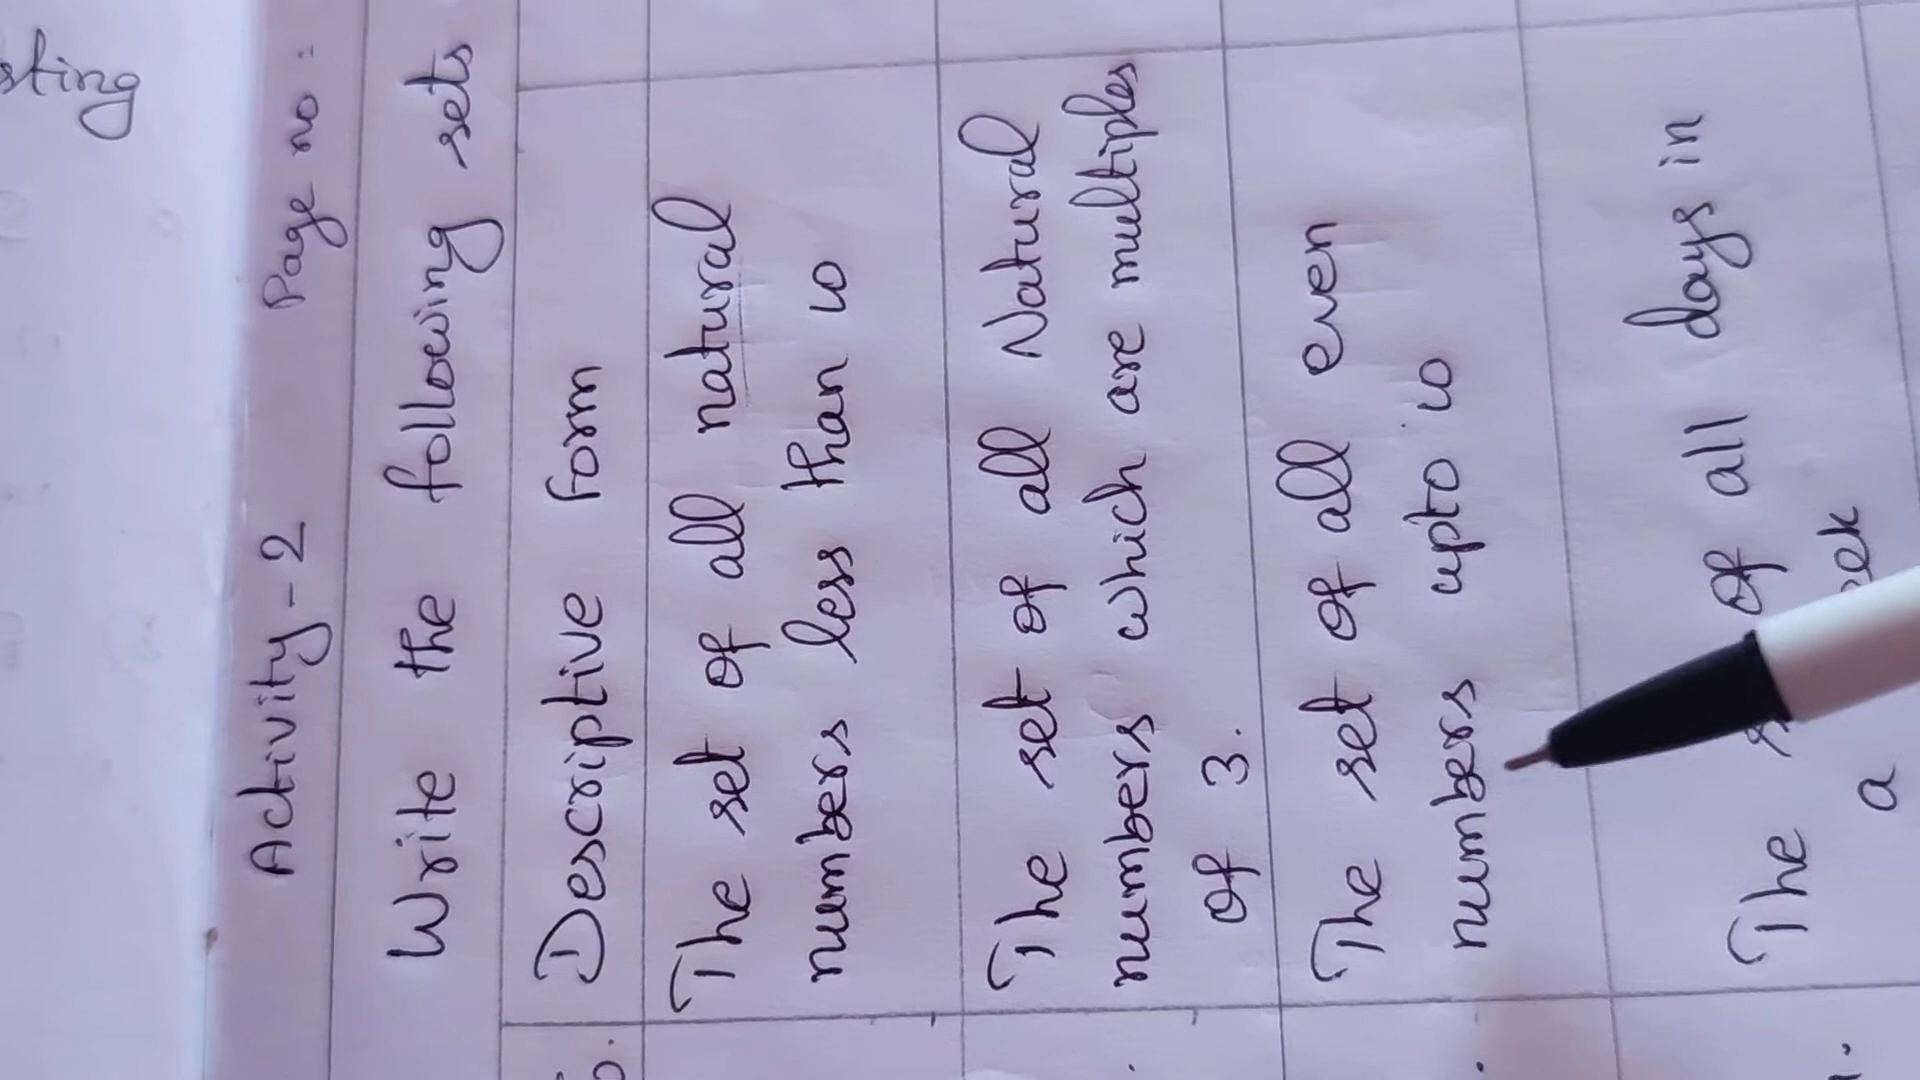 sting
Activity-2 Page no:
Write the following sets
Descriptive form
The set of all natural
numbers less than 10
The set of all Natural
numbers which are multiples
of 3.
The set of all even
numbers upto 10
The of all days in
a